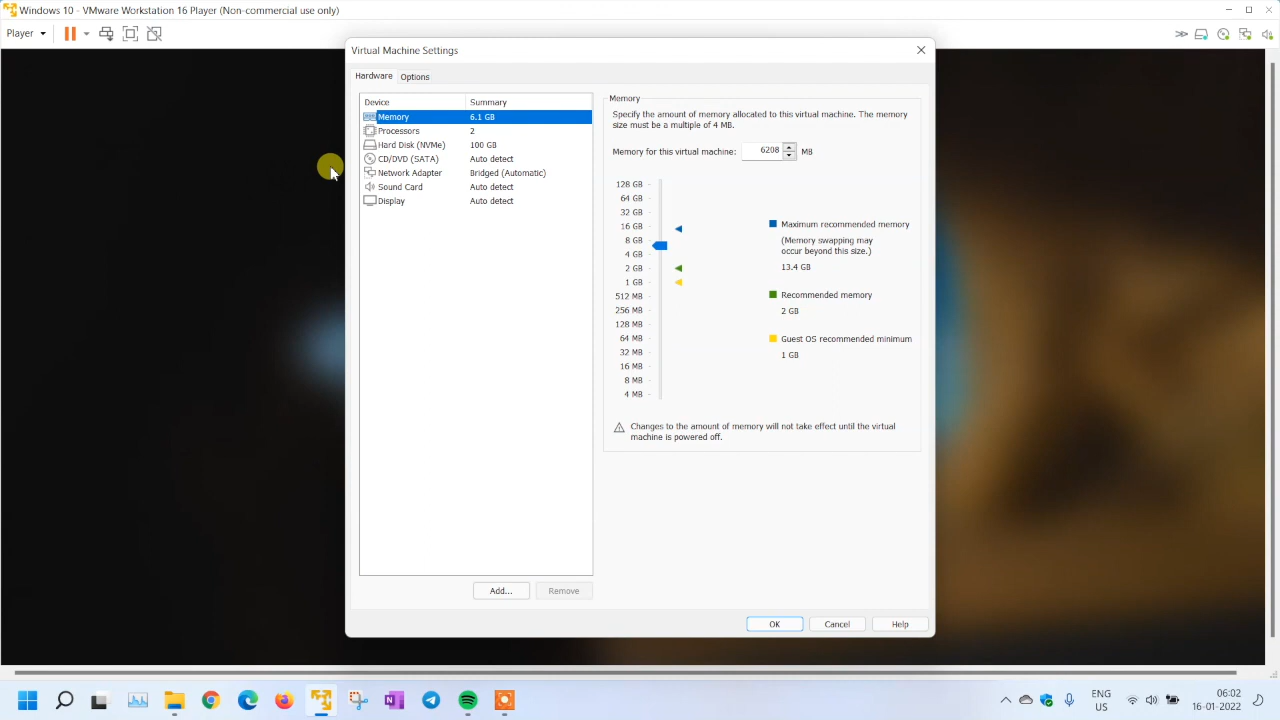 Windows 10 - VMware Workstation 16 Player (Non-commercial use only)
Player
Virtual Machine Settings
Hardware
Options
Device
Summary
Memory
6.1 GB
Processors
2
Hard Disk (NVMe)
100 GB
CD/DVD (SATA)
Auto detect
Network Adapter
Bridged (Automatic)
Sound Card
Auto detect
Display
Auto detect
Add...
Remove
Memory
Specify the amount of memory allocated to this virtual machine. The memory
size must be a multiple of 4 MB.
Memory for this virtual machine:
6208
MB
128 GB
64 GB
32 GB
16 GB
8 GB
4 GB
2 GB
1 GB
512 MB
256 MB
128 MB
64 MB
32 MB
16 MB
8 MB
4 MB
Maximum recommended memory
(Memory swapping may
occur beyond this size.)
13.4 GB
Recommended memory
2 GB
Guest OS recommended minimum
1 GB
Changes to the amount of memory will not take effect until the virtual
machine is powered off.
OK
Cancel
Help
ENG
US
06:02
16-01-2022